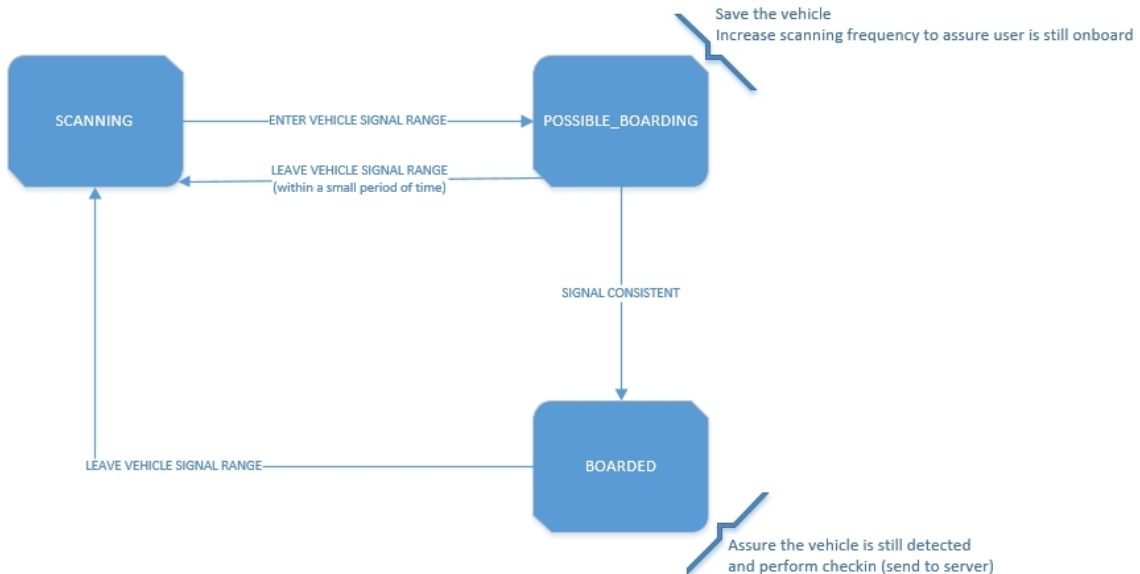 Save the vehicle
Increase scanning frequency to assure user is still onboard
SCANNING
ENTER VEHICLE SIGNAL RANGE
POSSIBLE_BOARDING
LEAVE VEHICLE SIGNAL RANGE
(within a small period of time)
SIGNAL CONSISTENT
LEAVE VEHICLE SIGNAL RANGE
BOARDED
Assure the vehicle is still detected
and perform checkin (send to server)